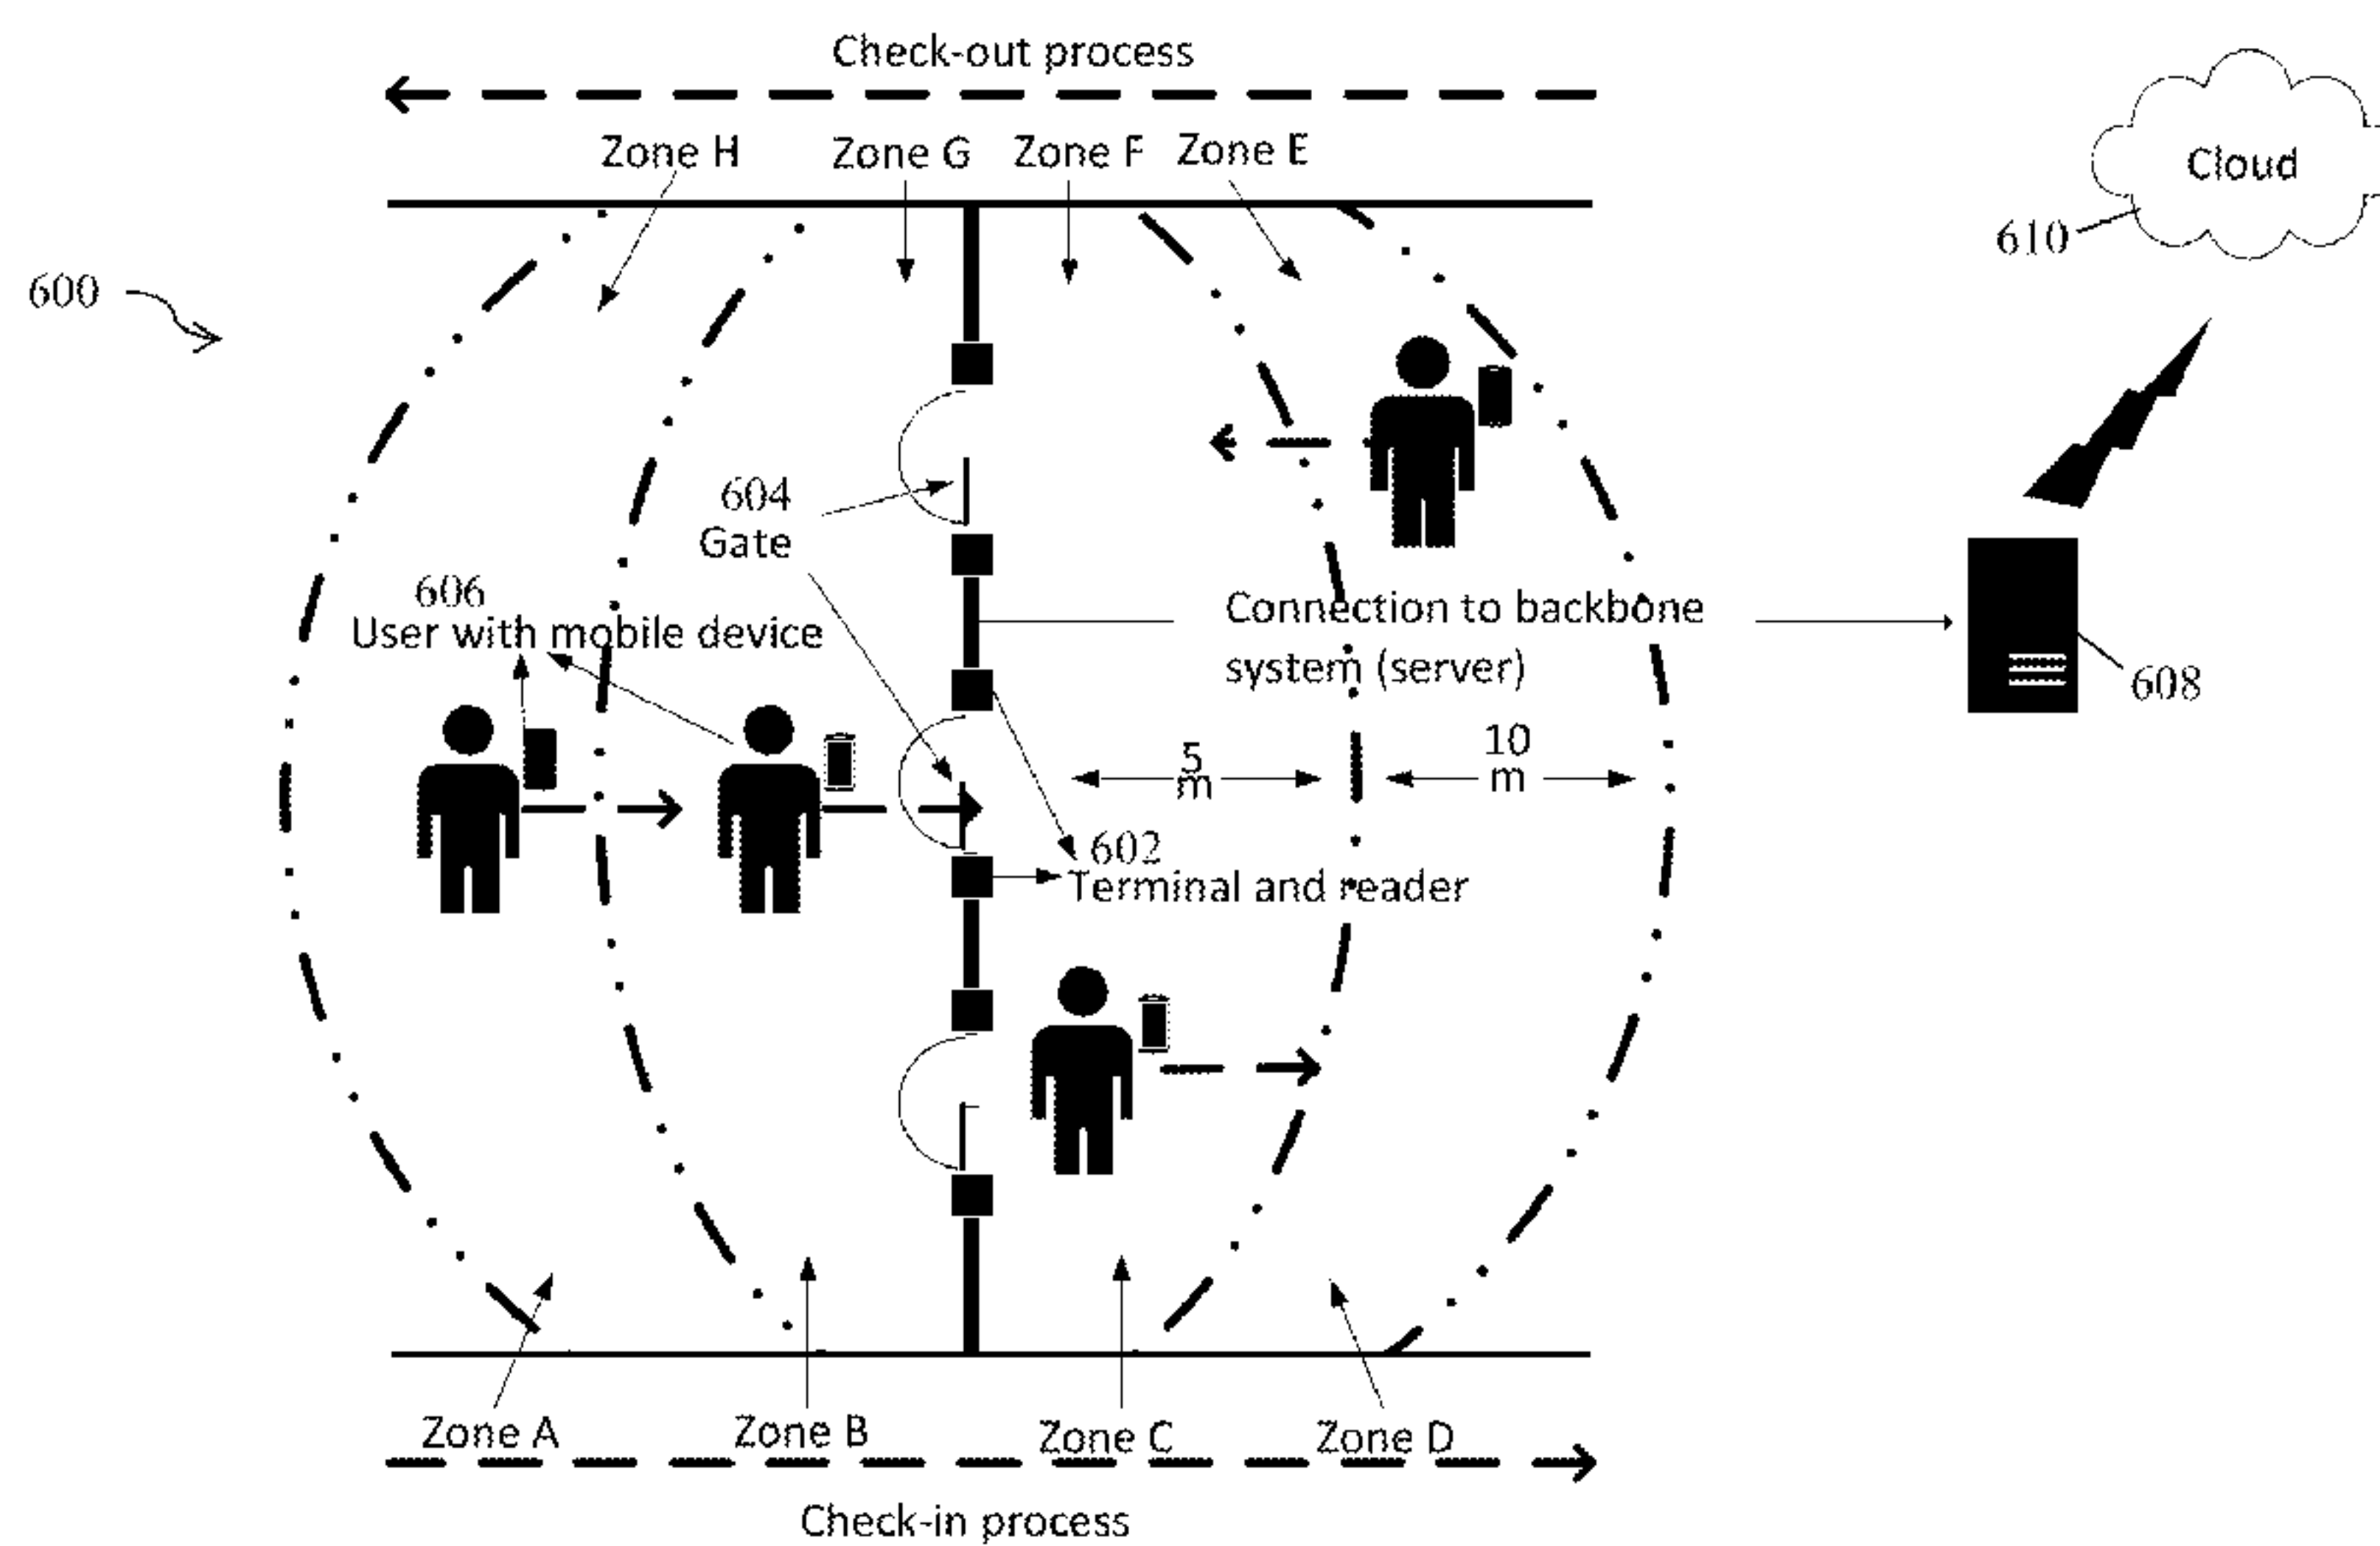 Check-out process
Zone H
Zone G
Zone F
Zone E
Cloud
610
600
604
Gate
606
User with mobile device
Connection to backbone
system (server)
608
5
m
10
m
602
Terminal and reader
Zone A
Zone B
Zone C
Zone D
Check-in process